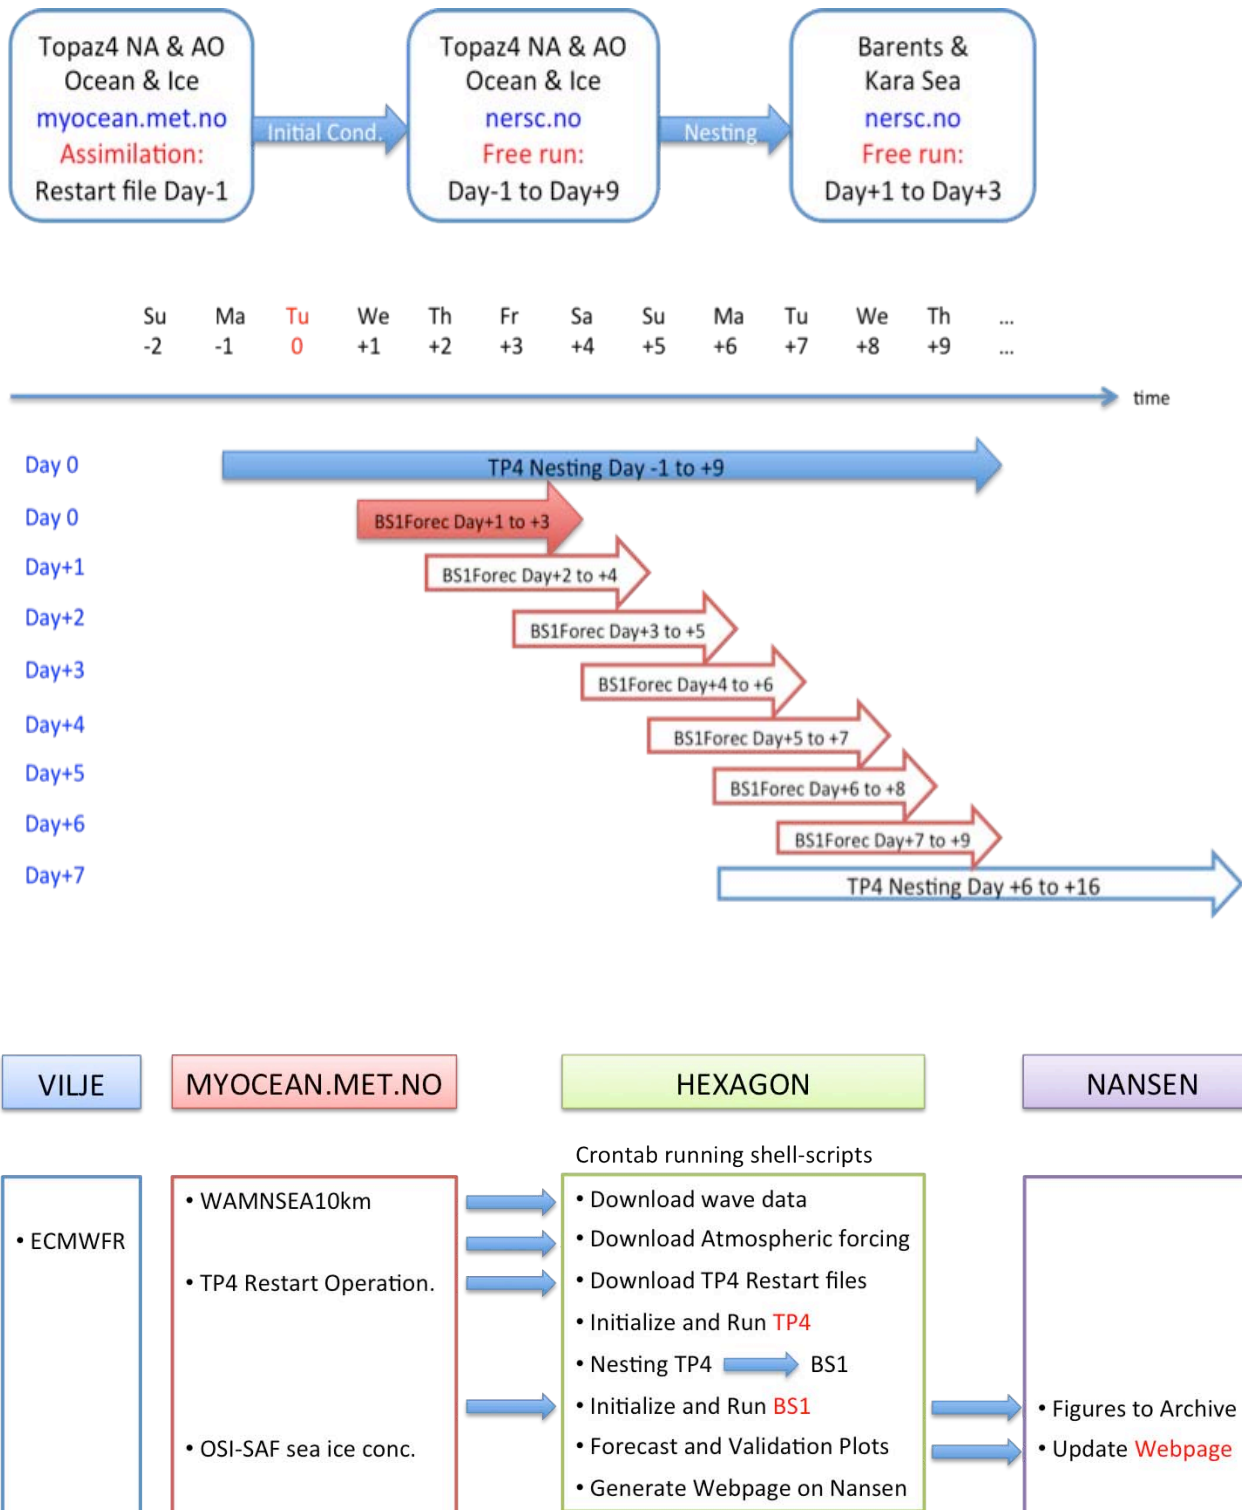 Topaz4 NA & AO
Ocean & Ice
myocean.met.no
Assimilation:
Restart file Day-1
Initial Cond.
Topaz4 NA & AO
Ocean & Ice
nersc.no
Free run:
Day-1 to Day+9
Nesting
Barents &
Kara Sea
nersc.no
Free run:
Day+1 to Day+3
Su Ma Tu We Th Fr Sa Su Ma Tu We Th ...
-2 -1 0 +1 +2 +3 +4 +5 +6 +7 +8 +9 ...
time
Day 0 TP4 Nesting Day -1 to +9
Day 0 BS1Forec Day+1 to +3
Day+1 BS1Forec Day+2 to +4
Day+2 BS1Forec Day+3 to +5
Day+3 BS1Forec Day+4 to +6
Day+4 BS1Forec Day+5 to +7
Day+5 BS1Forec Day+6 to +8
Day+6 BS1Forec Day+7 to +9
Day+7 TP4 Nesting Day +6 to +16
VILJE
• ECMWFR
MYOCEAN.MET.NO
• WAMNSEA10km
• TP4 Restart Operation.
• OSI-SAF sea ice conc.
HEXAGON
Crontab running shell-scripts
• Download wave data
• Download Atmospheric forcing
• Download TP4 Restart files
• Initialize and Run TP4
• Nesting TP4 BS1
• Initialize and Run BS1
• Forecast and Validation Plots
• Generate Webpage on Nansen
NANSEN
• Figures to Archive
• Update Webpage